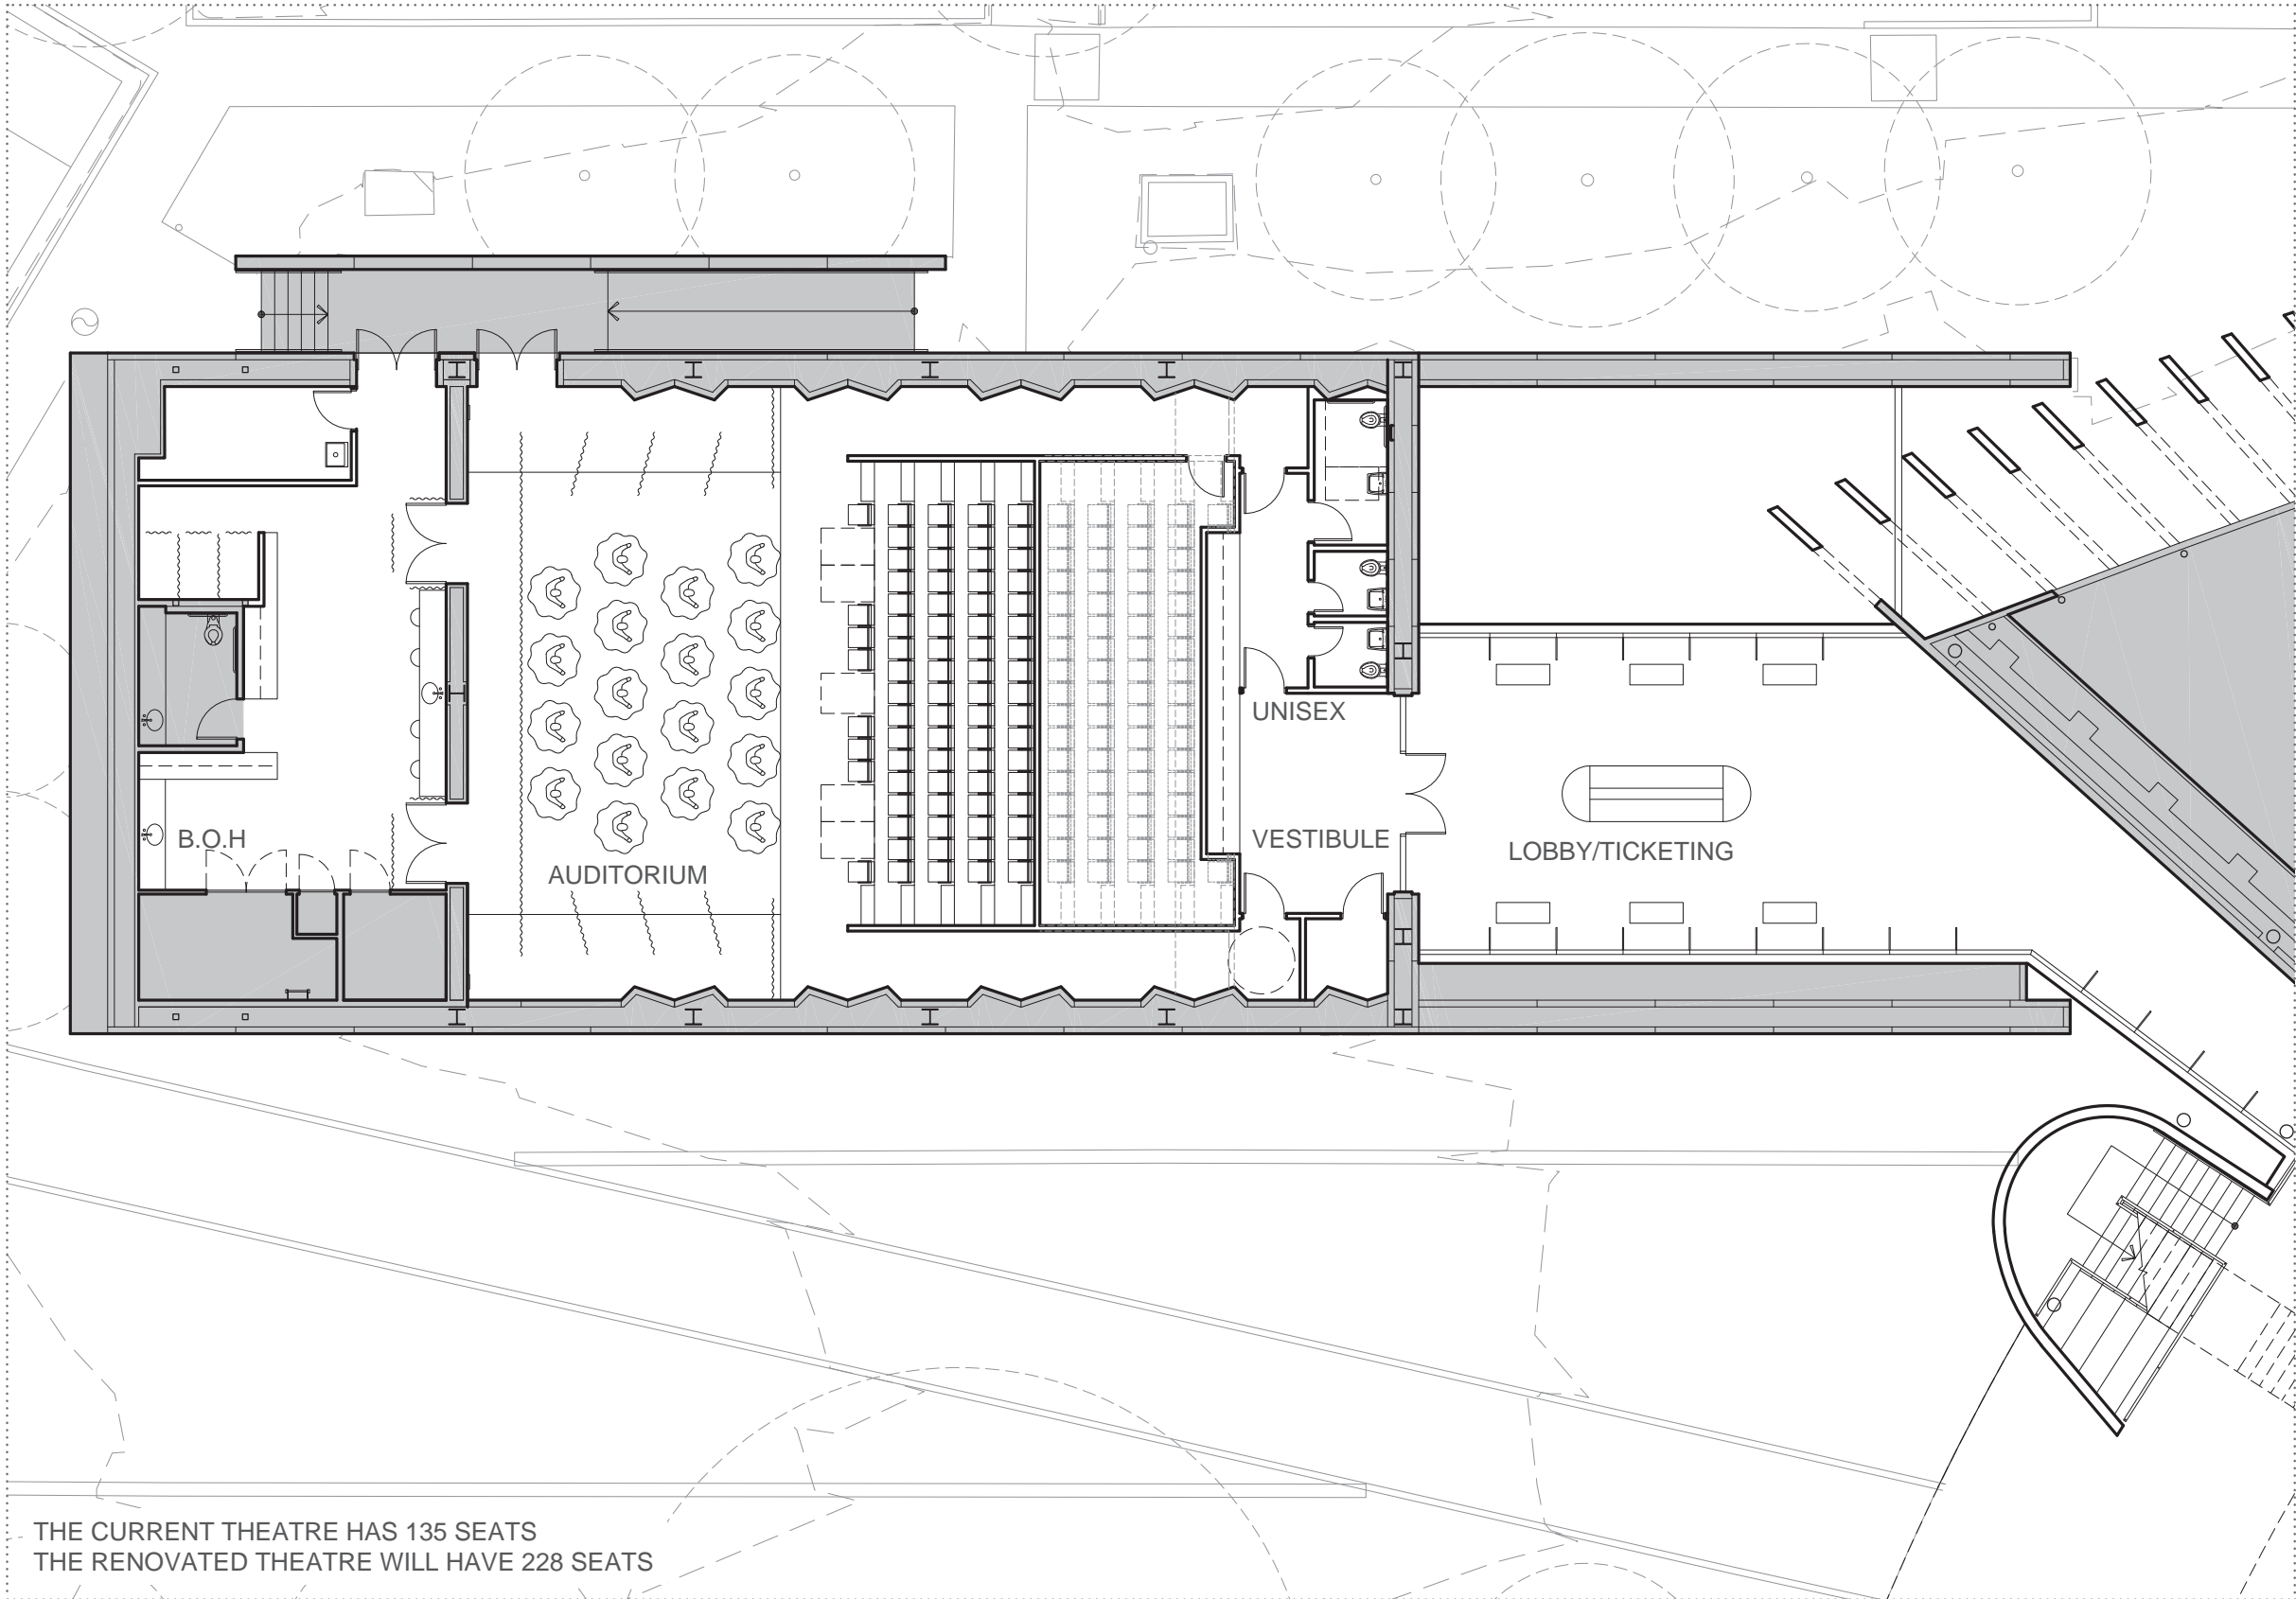 UNISEX
B.O.H
VESTIBULE
LOBBY/TICKETING
AUDITORIUM
THE CURRENT THEATRE HAS 135 SEATS
THE RENOVATED THEATRE WILL HAVE 228 SEATS